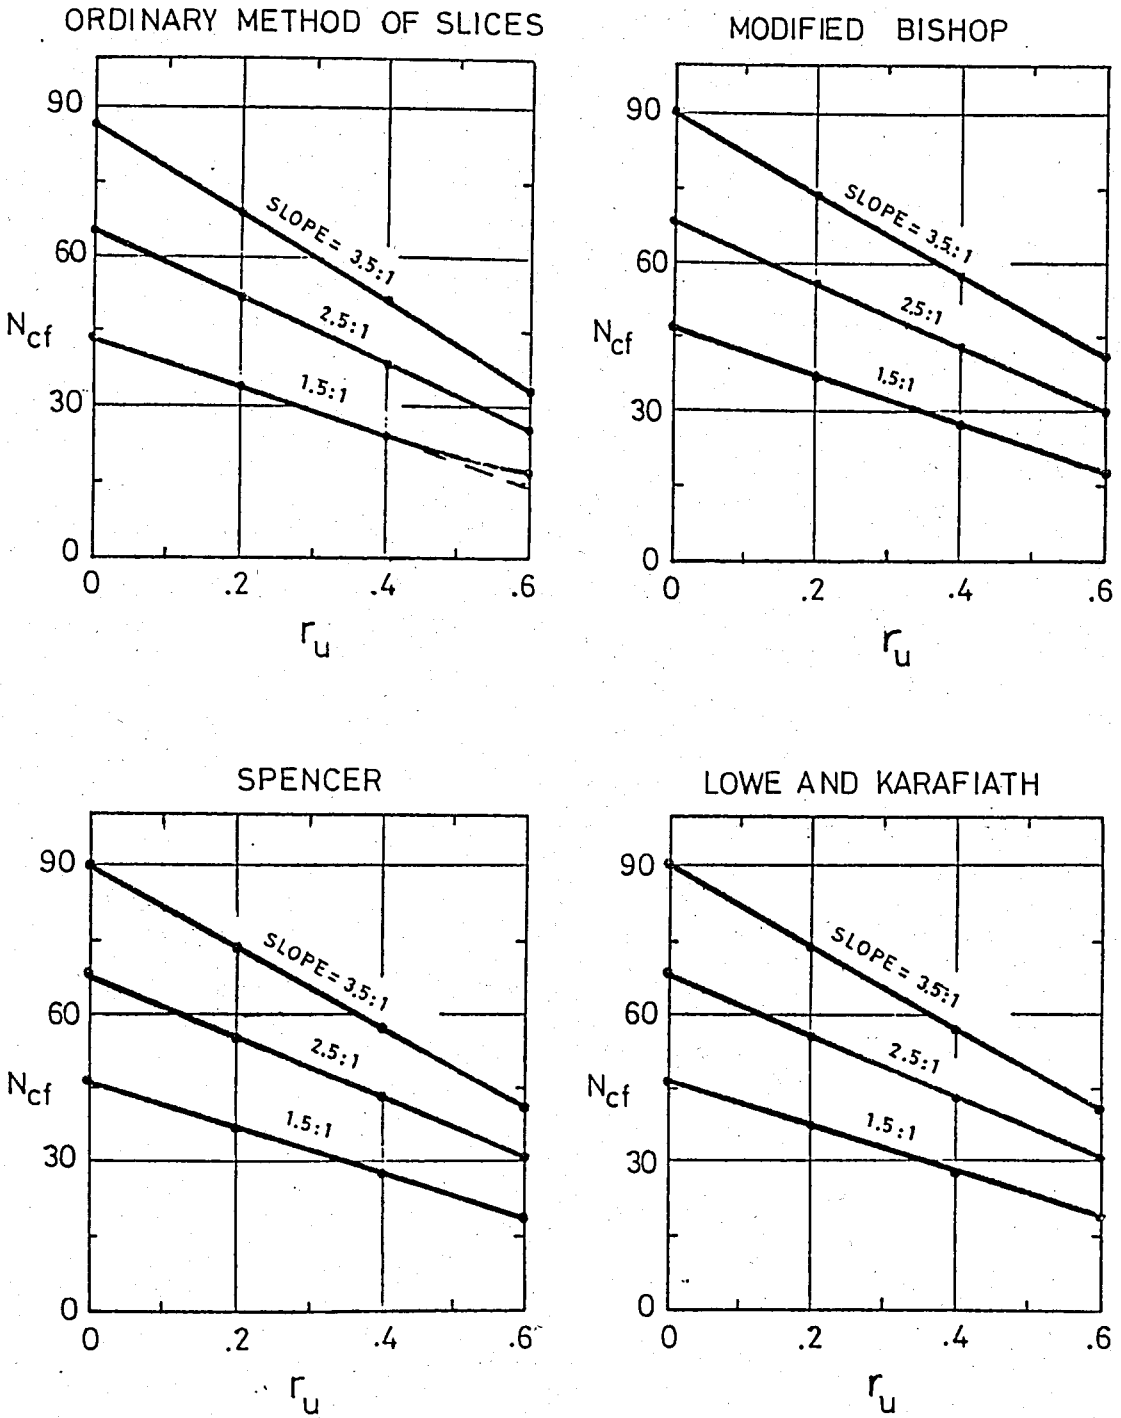 ORDINARY METHOD OF SLICES
90
60
30
0
N_cf
SLOPE = 3.5:1
2.5:1
1.5:1
0 .2 .4 .6
r_u
MODIFIED BISHOP
90
60
30
0
N_cf
SLOPE = 3.5:1
2.5:1
1.5:1
0 .2 .4 .6
r_u
SPENCER
90
60
30
0
N_cf
SLOPE = 3.5:1
2.5:1
1.5:1
0 .2 .4 .6
r_u
LOWE AND KARAFIATH
90
60
30
0
N_cf
SLOPE = 3.5:1
2.5:1
1.5:1
0 .2 .4 .6
r_u